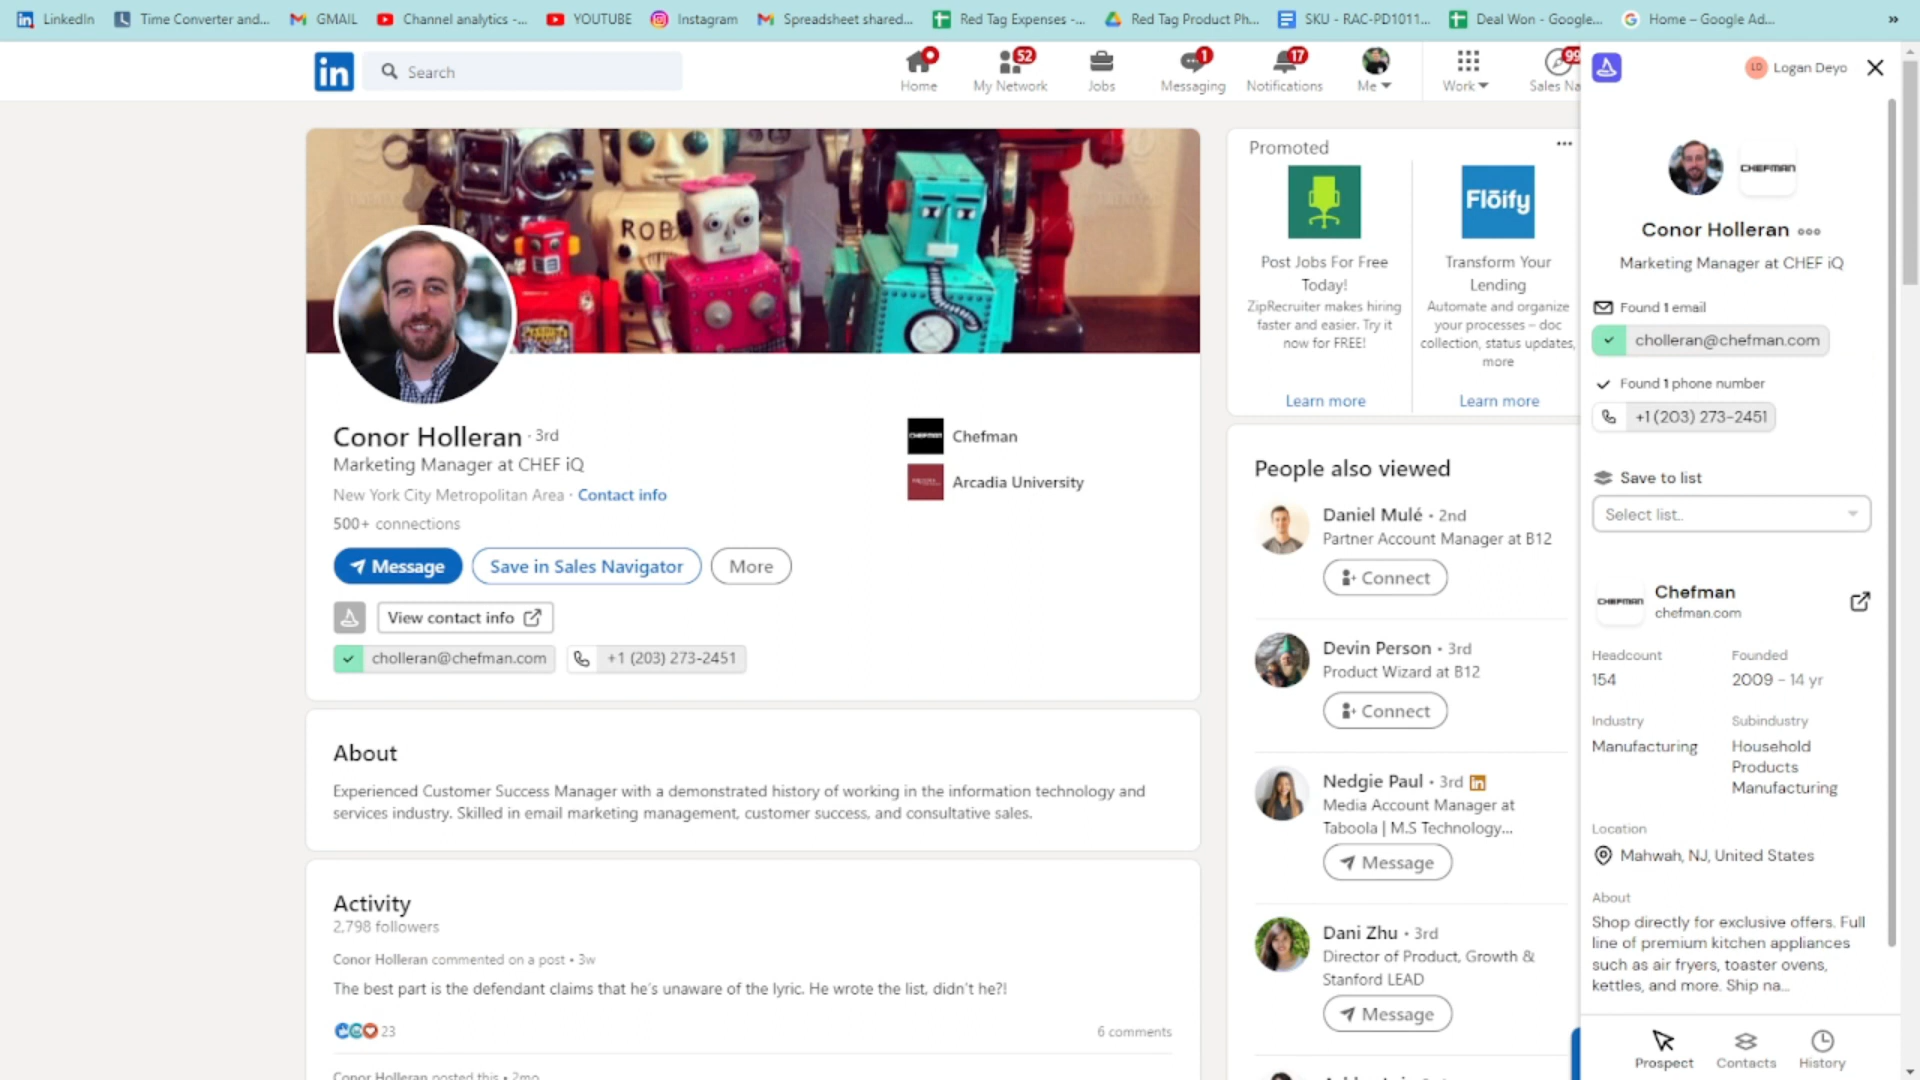 LinkedIn
Time Converter and...
GMAIL
Channel analytics -...
YOUTUBE
Instagram
Spreadsheet shared...
Red Tag Expenses -...
Red Tag Product Ph...
SKU - RAC-PD1011...
Deal Won - Google...
Home – Google Ad...
»
in
Search
Home
52
My Network
Jobs
1
Messaging
17
Notifications
Me
Work
99
Sales Na
LD
Logan Deyo
ROB
Conor Holleran · 3rd
Marketing Manager at CHEF iQ
New York City Metropolitan Area · Contact info
500+ connections
Message
Save in Sales Navigator
More
View contact info
cholleran@chefman.com
+1 (203) 273-2451
CHEFMAN
Chefman
Arcadia University
About
Experienced Customer Success Manager with a demonstrated history of working in the information technology and
services industry. Skilled in email marketing management, customer success, and consultative sales.
Activity
2,798 followers
Conor Holleran commented on a post • 3w
The best part is the defendant claims that he's unaware of the lyric. He wrote the list, didn't he?!
23
6 comments
Conor Holleran posted this • 2mo
Promoted
Post Jobs For Free
Today!
ZipRecruiter makes hiring
faster and easier. Try it
now for FREE!
Learn more
Flōify
Transform Your
Lending
Automate and organize
your processes – doc
collection, status updates,
more
Learn more
People also viewed
Daniel Mulé • 2nd
Partner Account Manager at B12
Connect
Devin Person • 3rd
Product Wizard at B12
Connect
Nedgie Paul • 3rd in
Media Account Manager at
Taboola | M.S Technology...
Message
Dani Zhu • 3rd
Director of Product, Growth &
Stanford LEAD
Message
CHEFMAN
Conor Holleran
Marketing Manager at CHEF iQ
Found 1 email
cholleran@chefman.com
Found 1 phone number
+1 (203) 273-2451
Save to list
Select list..
CHEFMAN
Chefman
chefman.com
Headcount
154
Founded
2009 - 14 yr
Industry
Manufacturing
Subindustry
Household
Products
Manufacturing
Location
Mahwah, NJ, United States
About
Shop directly for exclusive offers. Full
line of premium kitchen appliances
such as air fryers, toaster ovens,
kettles, and more. Ship na...
Prospect
Contacts
History